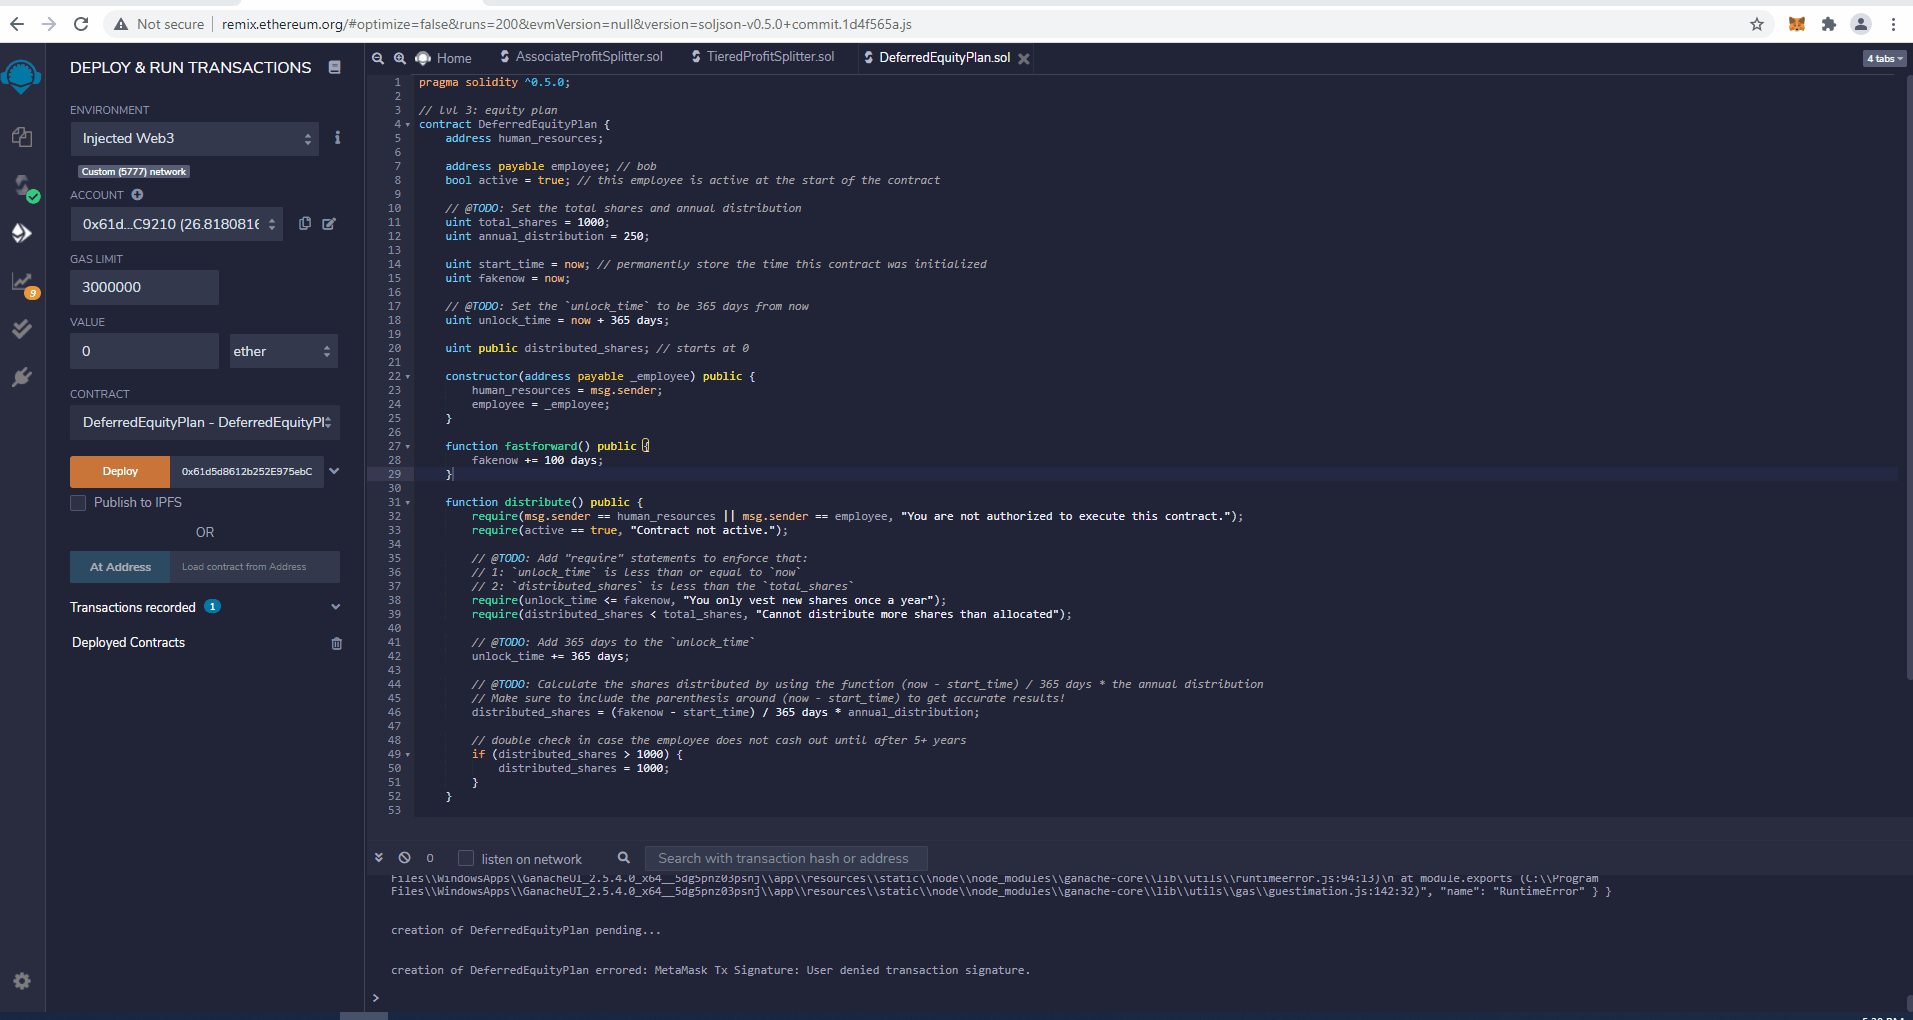 Not secure | remix.ethereum.org/#optimize=false&runs=200&evmVersion=null&version=soljson-v0.5.0+commit.1d4f565a.js
DEPLOY & RUN TRANSACTIONS
ENVIRONMENT
Injected Web3
Custom (5777) network
ACCOUNT
0x61d...C9210 (26.8180816
GAS LIMIT
3000000
VALUE
0
ether
CONTRACT
DeferredEquityPlan - DeferredEquityPl
Deploy 0x61d5d8612b252E975ebC
Publish to IPFS
OR
At Address Load contract from Address
Transactions recorded 1
Deployed Contracts
9
Home AssociateProfitSplitter.sol TieredProfitSplitter.sol DeferredEquityPlan.sol
4 tabs
1 pragma solidity ^0.5.0;
2
3 // lvl 3: equity plan
4 contract DeferredEquityPlan {
5 address human_resources;
6
7 address payable employee; // bob
8 bool active = true; // this employee is active at the start of the contract
9
10 // @TODO: Set the total shares and annual distribution
11 uint total_shares = 1000;
12 uint annual_distribution = 250;
13
14 uint start_time = now; // permanently store the time this contract was initialized
15 uint fakenow = now;
16
17 // @TODO: Set the `unlock_time` to be 365 days from now
18 uint unlock_time = now + 365 days;
19
20 uint public distributed_shares; // starts at 0
21
22 constructor(address payable _employee) public {
23 human_resources = msg.sender;
24 employee = _employee;
25 }
26
27 function fastforward() public {
28 fakenow += 100 days;
29 }
30
31 function distribute() public {
32 require(msg.sender == human_resources || msg.sender == employee, "You are not authorized to execute this contract.");
33 require(active == true, "Contract not active.");
34
35 // @TODO: Add "require" statements to enforce that:
36 // 1: `unlock_time` is less than or equal to `now`
37 // 2: `distributed_shares` is less than the `total_shares`
38 require(unlock_time <= fakenow, "You only vest new shares once a year");
39 require(distributed_shares < total_shares, "Cannot distribute more shares than allocated");
40
41 // @TODO: Add 365 days to the `unlock_time`
42 unlock_time += 365 days;
43
44 // @TODO: Calculate the shares distributed by using the function (now - start_time) / 365 days * the annual distribution
45 // Make sure to include the parenthesis around (now - start_time) to get accurate results!
46 distributed_shares = (fakenow - start_time) / 365 days * annual_distribution;
47
48 // double check in case the employee does not cash out until after 5+ years
49 if (distributed_shares > 1000) {
50 distributed_shares = 1000;
51 }
52 }
53
0 listen on network Search with transaction hash or address
Files\\WindowsApps\\GanacheUI_2.5.4.0_x64__5dg5pnz03psnj\\app\\resources\\static\\node\\node_modules\\ganache-core\\lib\\utils\\runtimeerror.js:94:13)\n at module.exports (C:\\Program
Files\\WindowsApps\\GanacheUI_2.5.4.0_x64__5dg5pnz03psnj\\app\\resources\\static\\node\\node_modules\\ganache-core\\lib\\utils\\gas\\guestimation.js:142:32)", "name": "RuntimeError" } }
creation of DeferredEquityPlan pending...
creation of DeferredEquityPlan errored: MetaMask Tx Signature: User denied transaction signature.
>